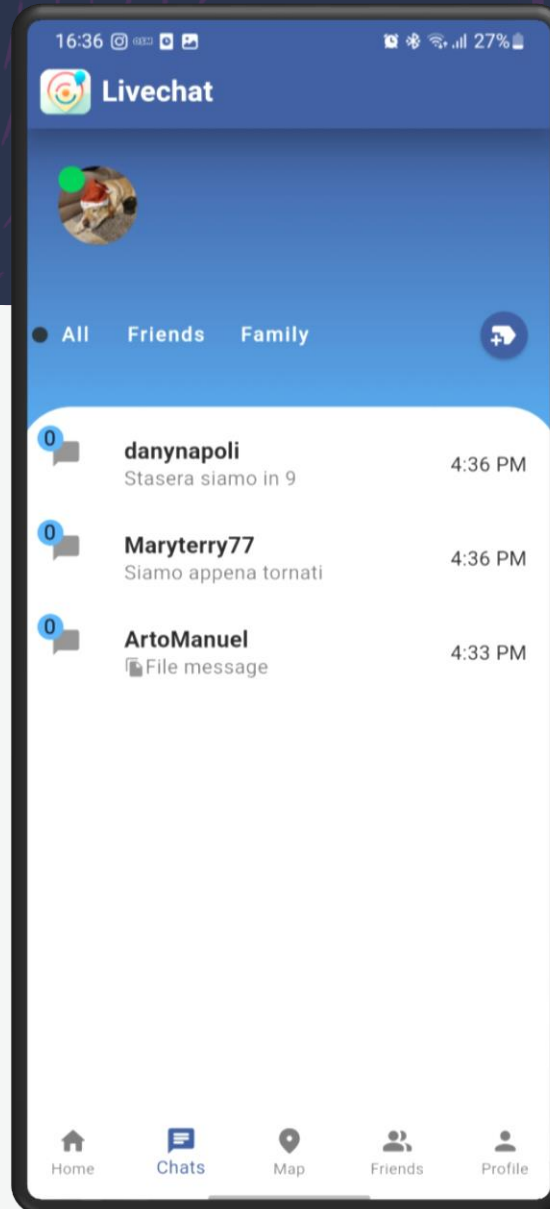 16:36 27%
Livechat
All Friends Family
0
danynapoli
Stasera siamo in 9
4:36 PM
0
Maryterry77
Siamo appena tornati
4:36 PM
0
ArtoManuel
File message
4:33 PM
Home Chats Map Friends Profile